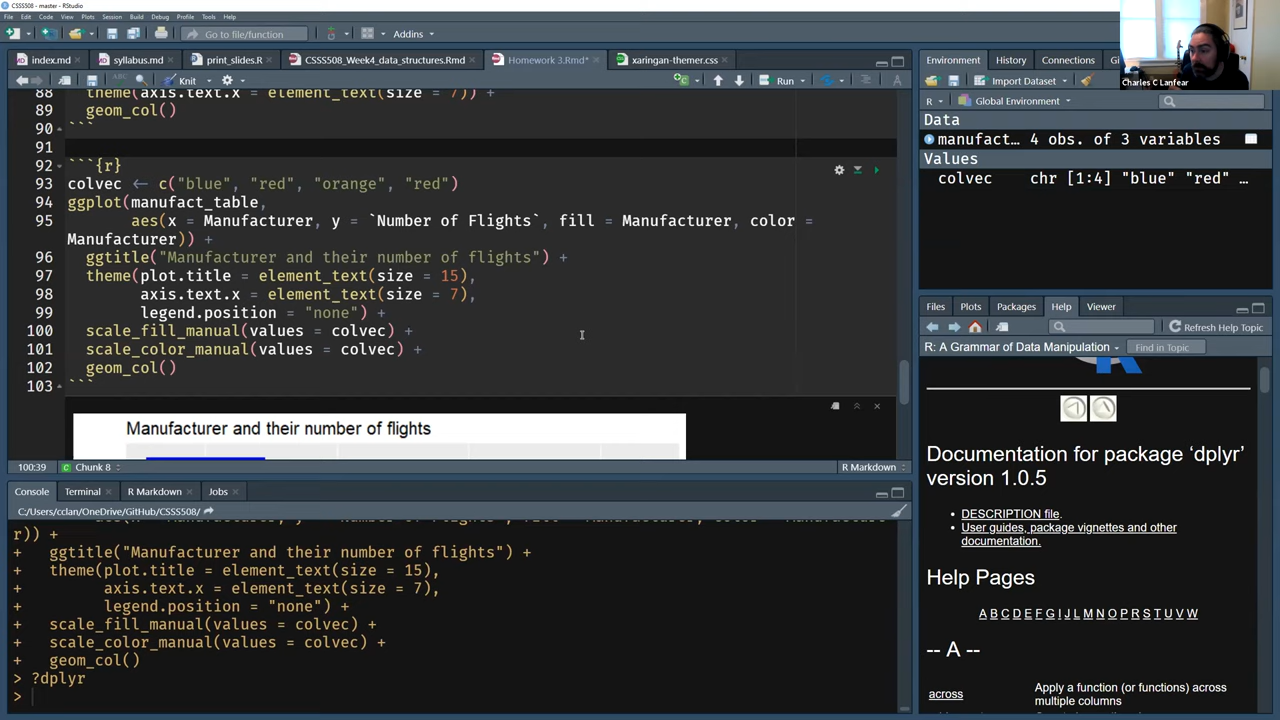 CSSS508 - master - RStudio
File Edit Code View Plots Session Build Debug Profile Tools Help
Go to file/function
Addins
index.md
syllabus.md
print_slides.R
CSSS508_Week4_data_structures.Rmd
Homework 3.Rmd*
xaringan-themer.css
Knit
Run
88 theme(axis.text.x = element_text(size = 7)) +
89 geom_col()
90 ```
91
92 ```{r}
93 colvec <- c("blue", "red", "orange", "red")
94 ggplot(manufact_table,
95 aes(x = Manufacturer, y = `Number of Flights`, fill = Manufacturer, color =
Manufacturer)) +
96 ggtitle("Manufacturer and their number of flights") +
97 theme(plot.title = element_text(size = 15),
98 axis.text.x = element_text(size = 7),
99 legend.position = "none") +
100 scale_fill_manual(values = colvec) +
101 scale_color_manual(values = colvec) +
102 geom_col()
103 ```
Manufacturer and their number of flights
100:39 Chunk 8 R Markdown
Console Terminal R Markdown Jobs
C:/Users/cclan/OneDrive/GitHub/CSSS508/
r)) +
+ ggtitle("Manufacturer and their number of flights") +
+ theme(plot.title = element_text(size = 15),
+ axis.text.x = element_text(size = 7),
+ legend.position = "none") +
+ scale_fill_manual(values = colvec) +
+ scale_color_manual(values = colvec) +
+ geom_col()
> ?dplyr
>
Environment History Connections
Import Dataset
R Global Environment
Data
manufact… 4 obs. of 3 variables
Values
colvec chr [1:4] "blue" "red" …
Charles C Lanfear
Files Plots Packages Help Viewer
Refresh Help Topic
R: A Grammar of Data Manipulation Find in Topic
Documentation for package ‘dplyr’
version 1.0.5
DESCRIPTION file.
User guides, package vignettes and other
documentation.
Help Pages
A B C D E F G I J L M N O P R S T U V W
-- A --
across Apply a function (or functions) across
multiple columns